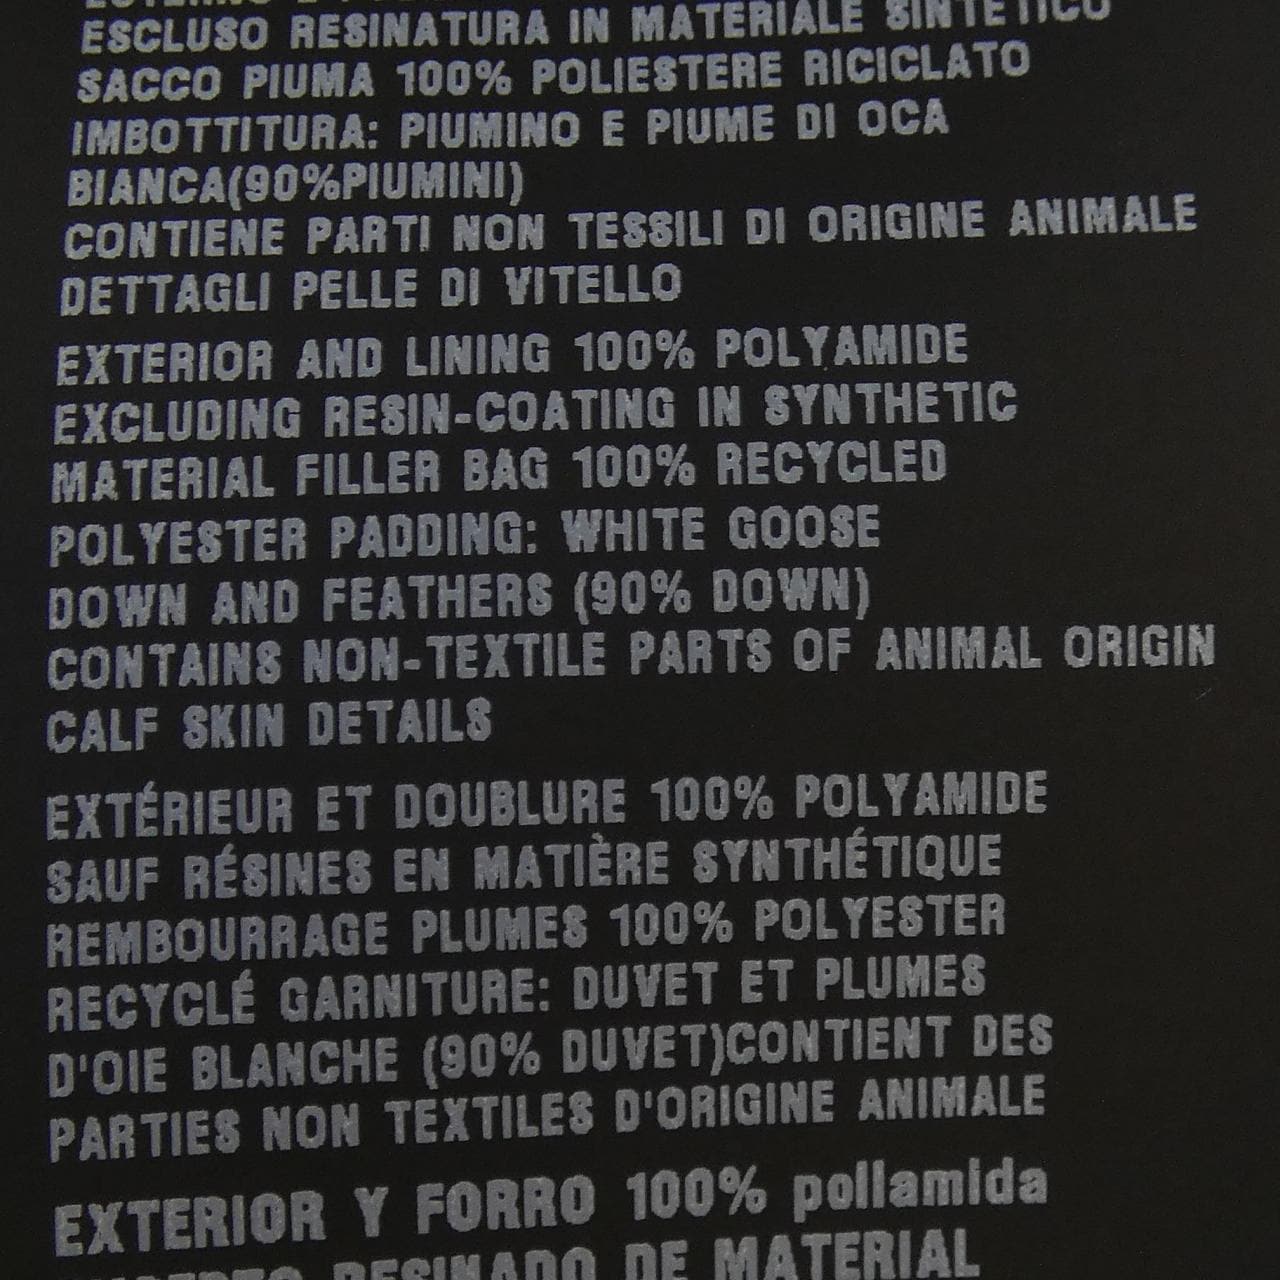 ESCLUSO RESINATURA IN MATERIALE SINTETICO
SACCO PIUMA 100% POLIESTERE RICICLATO
IMBOTTITURA: PIUMINO E PIUME DI OCA
BIANCA(90%PIUMINI)
CONTIENE PARTI NON TESSILI DI ORIGINE ANIMALE
DETTAGLI PELLE DI VITELLO
EXTERIOR AND LINING 100% POLYAMIDE
EXCLUDING RESIN-COATING IN SYNTHETIC
MATERIAL FILLER BAG 100% RECYCLED
POLYESTER PADDING: WHITE GOOSE
DOWN AND FEATHERS (90% DOWN)
CONTAINS NON-TEXTILE PARTS OF ANIMAL ORIGIN
CALF SKIN DETAILS
EXTÉRIEUR ET DOUBLURE 100% POLYAMIDE
SAUF RÉSINES EN MATIÈRE SYNTHÉTIQUE
REMBOURRAGE PLUMES 100% POLYESTER
RECYCLÉ GARNITURE: DUVET ET PLUMES
D'OIE BLANCHE (90% DUVET)CONTIENT DES
PARTIES NON TEXTILES D'ORIGINE ANIMALE
EXTERIOR Y FORRO 100% pollamida
RESINADO DE MATERIAL